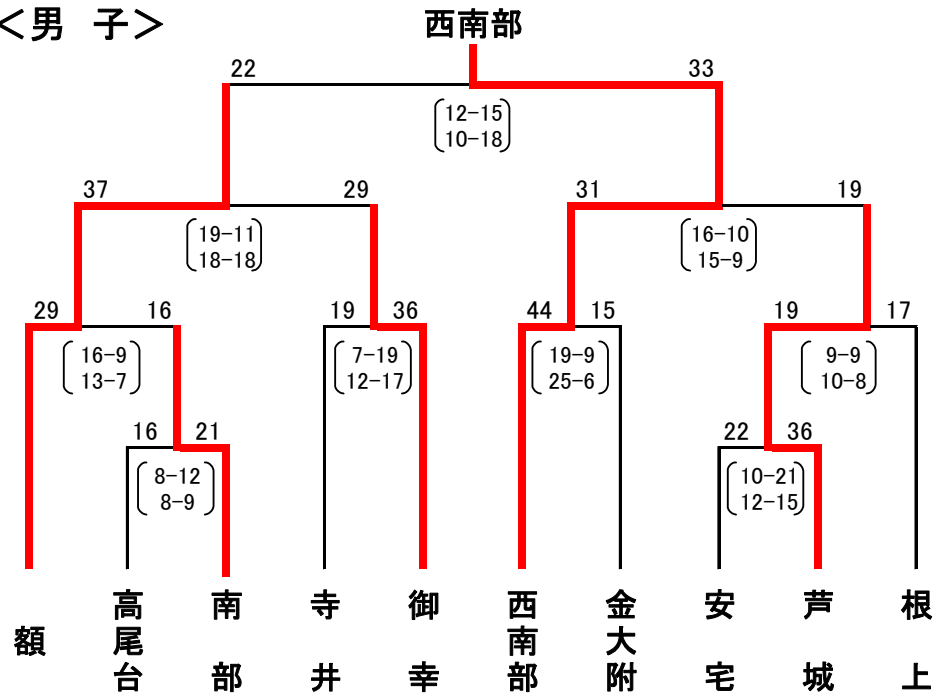 ＜男　子＞
西南部
22 33
12−15
10−18
37 29 31 19
19−11 16−10
18−18 15−9
29 16 19 36 44 15 19 17
16−9 7−19 19−9 9−9
13−7 12−17 25−6 10−8
16 21 22 36
8−12 10−21
8−9 12−15
額
高尾台
南部
寺井
御幸
西南部
金大附
安宅
芦城
根上